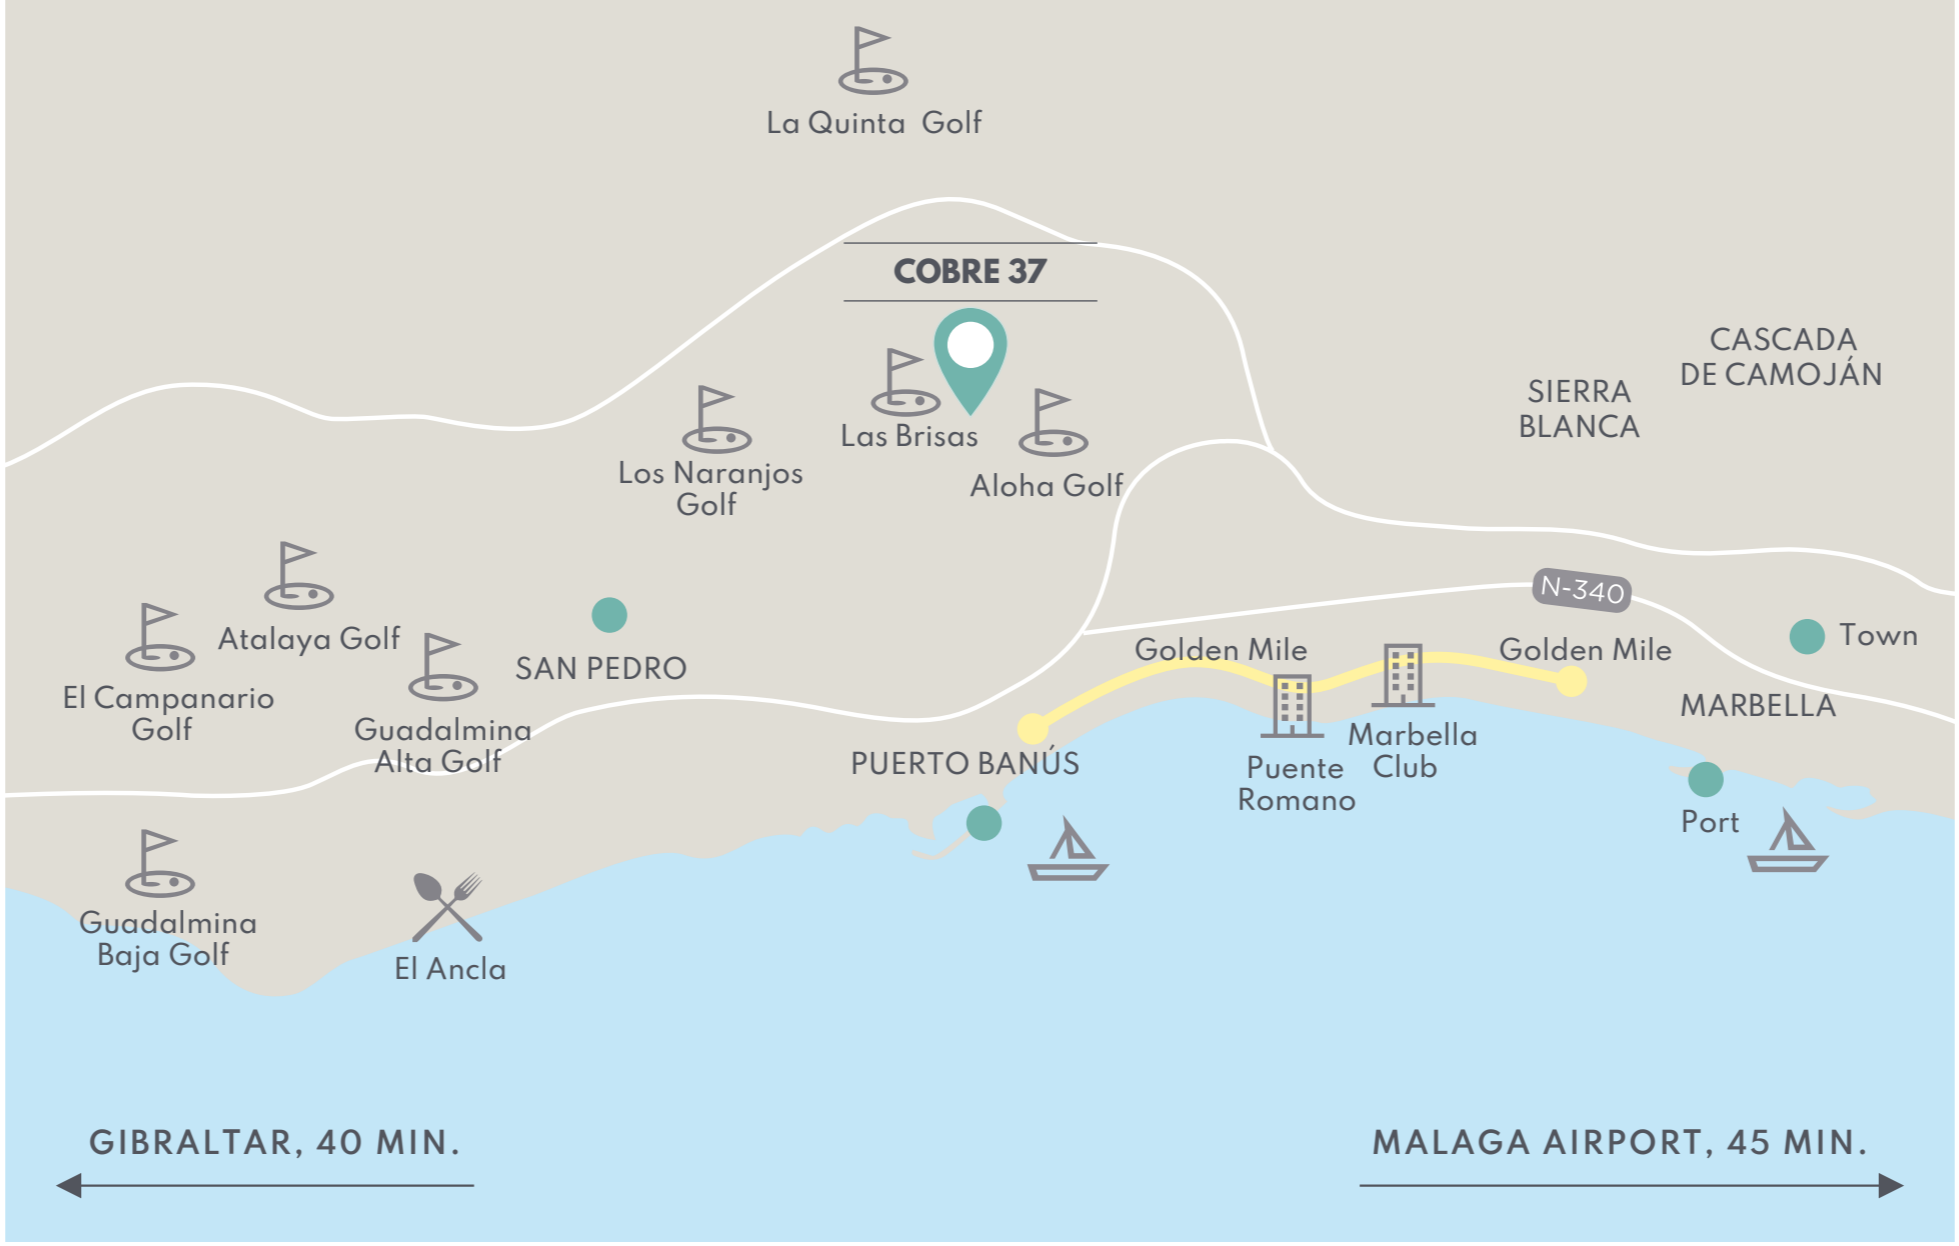 La Quinta Golf
COBRE 37
CASCADA
DE CAMOJÁN
SIERRA
BLANCA
Las Brisas
Los Naranjos
Golf
Aloha Golf
N-340
Atalaya Golf
SAN PEDRO
Golden Mile
Golden Mile
Town
El Campanario
Golf
MARBELLA
Guadalmina
Alta Golf
PUERTO BANÚS
Marbella
Club
Puente
Romano
Port
Guadalmina
Baja Golf
El Ancla
GIBRALTAR, 40 MIN.
MALAGA AIRPORT, 45 MIN.